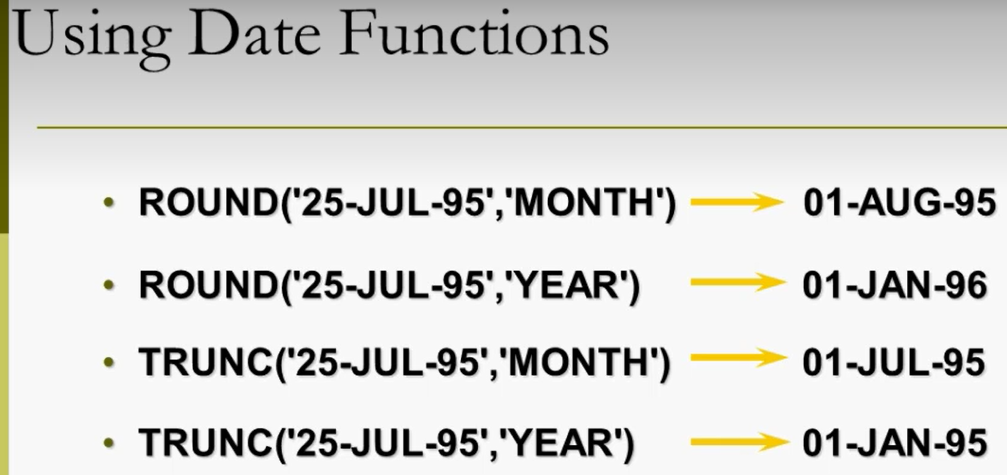 Using Date Functions
• ROUND('25-JUL-95','MONTH') 01-AUG-95
• ROUND('25-JUL-95','YEAR') 01-JAN-96
• TRUNC('25-JUL-95','MONTH') 01-JUL-95
• TRUNC('25-JUL-95','YEAR') 01-JAN-95